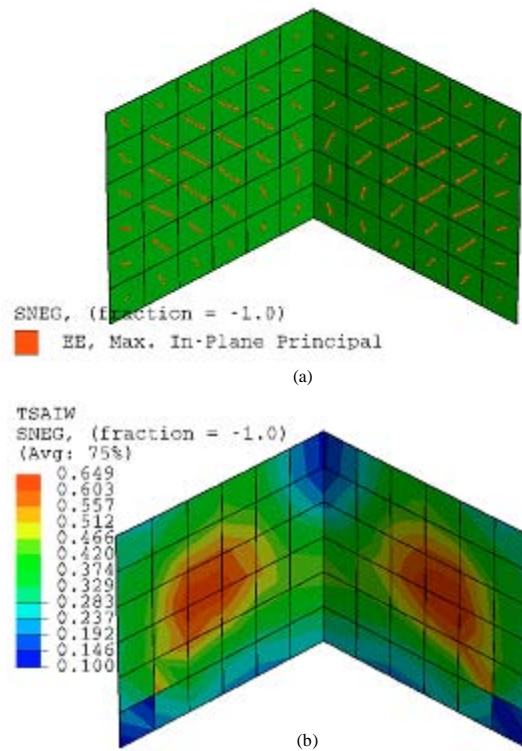 SNEG, (fraction = -1.0)
EE, Max. In-Plane Principal
(a)
TSAIW
SNEG, (fraction = -1.0)
(Avg: 75%)
0.649
0.603
0.557
0.512
0.466
0.420
0.374
0.329
0.283
0.237
0.192
0.146
0.100
(b)